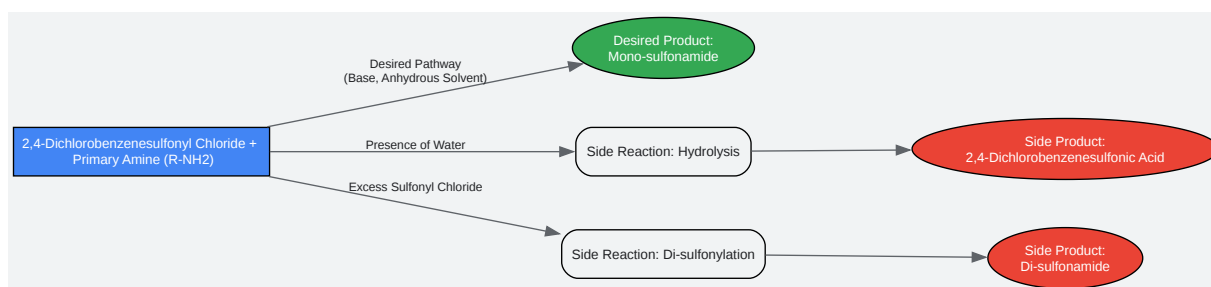 Desired Product:
Mono-sulfonamide
Desired Pathway
(Base, Anhydrous Solvent)
2,4-Dichlorobenzenesulfonyl Chloride +
Primary Amine (R-NH2)
Presence of Water
Side Reaction: Hydrolysis
Side Product:
2,4-Dichlorobenzenesulfonic Acid
Excess Sulfonyl Chloride
Side Reaction: Di-sulfonylation
Side Product:
Di-sulfonamide